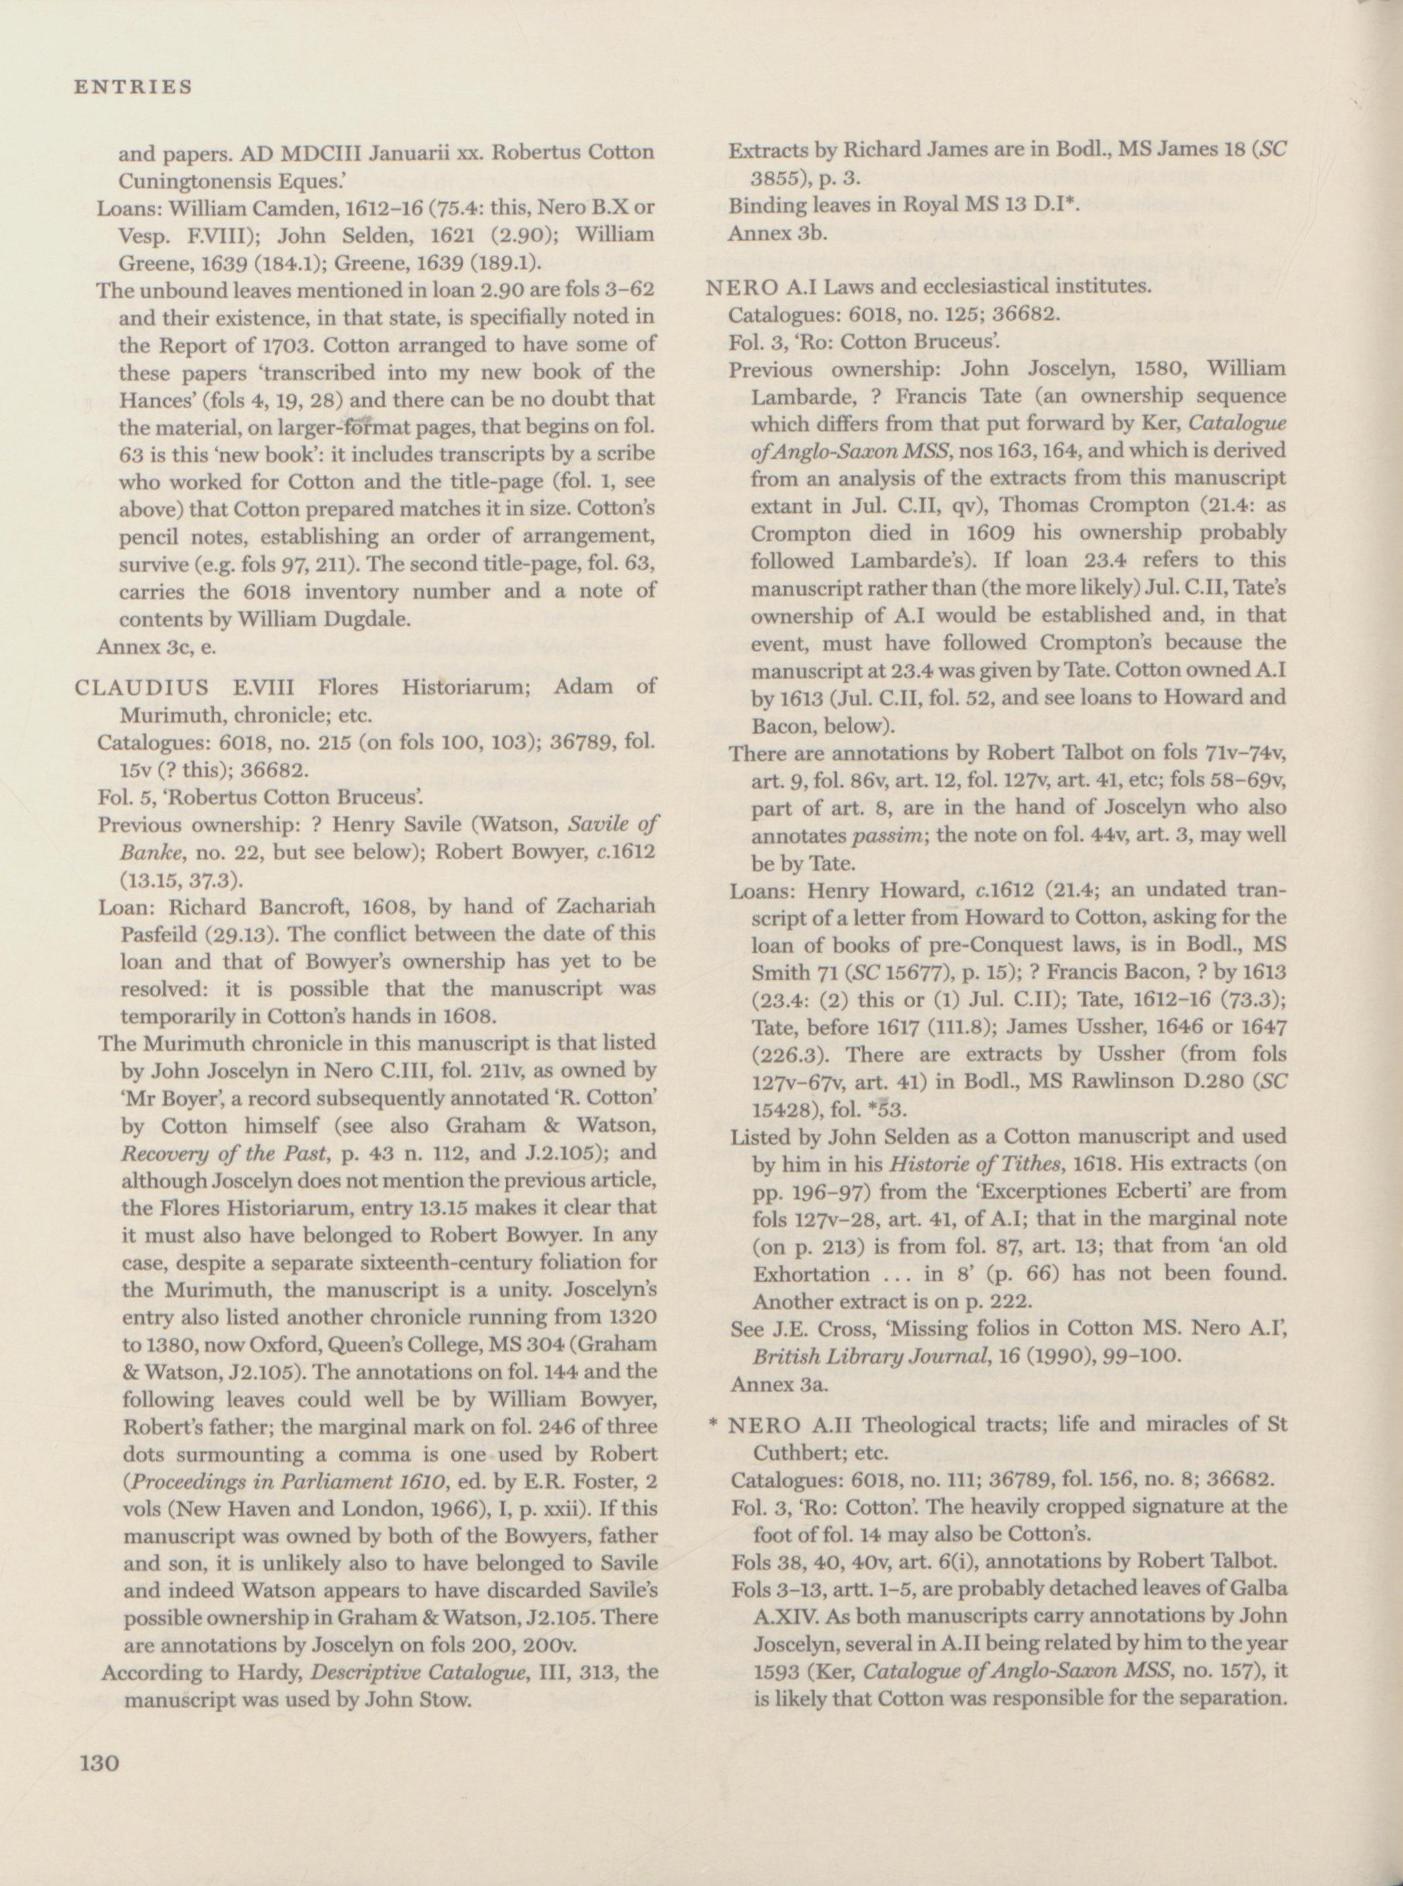 ENTRIES
and papers. AD MDCIII Januarii xx. Robertus Cotton
Cuningtonensis Eques.'
Loans: William Camden, 1612–16 (75.4: this, Nero B.X or
Vesp. F.VIII); John Selden, 1621 (2.90); William
Greene, 1639 (184.1); Greene, 1639 (189.1).
The unbound leaves mentioned in loan 2.90 are fols 3–62
and their existence, in that state, is specifially noted in
the Report of 1703. Cotton arranged to have some of
these papers 'transcribed into my new book of the
Hances' (fols 4, 19, 28) and there can be no doubt that
the material, on larger-format pages, that begins on fol.
63 is this 'new book': it includes transcripts by a scribe
who worked for Cotton and the title-page (fol. 1, see
above) that Cotton prepared matches it in size. Cotton's
pencil notes, establishing an order of arrangement,
survive (e.g. fols 97, 211). The second title-page, fol. 63,
carries the 6018 inventory number and a note of
contents by William Dugdale.
Annex 3c, e.
CLAUDIUS E.VIII Flores Historiarum; Adam of
Murimuth, chronicle; etc.
Catalogues: 6018, no. 215 (on fols 100, 103); 36789, fol.
15v (? this); 36682.
Fol. 5, 'Robertus Cotton Bruceus'.
Previous ownership: ? Henry Savile (Watson, Savile of
Banke, no. 22, but see below); Robert Bowyer, c.1612
(13.15, 37.3).
Loan: Richard Bancroft, 1608, by hand of Zachariah
Pasfeild (29.13). The conflict between the date of this
loan and that of Bowyer's ownership has yet to be
resolved: it is possible that the manuscript was
temporarily in Cotton's hands in 1608.
The Murimuth chronicle in this manuscript is that listed
by John Joscelyn in Nero C.III, fol. 211v, as owned by
'Mr Boyer', a record subsequently annotated 'R. Cotton'
by Cotton himself (see also Graham & Watson,
Recovery of the Past, p. 43 n. 112, and J.2.105); and
although Joscelyn does not mention the previous article,
the Flores Historiarum, entry 13.15 makes it clear that
it must also have belonged to Robert Bowyer. In any
case, despite a separate sixteenth-century foliation for
the Murimuth, the manuscript is a unity. Joscelyn's
entry also listed another chronicle running from 1320
to 1380, now Oxford, Queen's College, MS 304 (Graham
& Watson, J2.105). The annotations on fol. 144 and the
following leaves could well be by William Bowyer,
Robert's father; the marginal mark on fol. 246 of three
dots surmounting a comma is one used by Robert
(Proceedings in Parliament 1610, ed. by E.R. Foster, 2
vols (New Haven and London, 1966), I, p. xxii). If this
manuscript was owned by both of the Bowyers, father
and son, it is unlikely also to have belonged to Savile
and indeed Watson appears to have discarded Savile's
possible ownership in Graham & Watson, J2.105. There
are annotations by Joscelyn on fols 200, 200v.
According to Hardy, Descriptive Catalogue, III, 313, the
manuscript was used by John Stow.
Extracts by Richard James are in Bodl., MS James 18 (SC
3855), p. 3.
Binding leaves in Royal MS 13 D.I*.
Annex 3b.
NERO A.I Laws and ecclesiastical institutes.
Catalogues: 6018, no. 125; 36682.
Fol. 3, 'Ro: Cotton Bruceus'.
Previous ownership: John Joscelyn, 1580, William
Lambarde, ? Francis Tate (an ownership sequence
which differs from that put forward by Ker, Catalogue
of Anglo-Saxon MSS, nos 163, 164, and which is derived
from an analysis of the extracts from this manuscript
extant in Jul. C.II, qv), Thomas Crompton (21.4: as
Crompton died in 1609 his ownership probably
followed Lambarde's). If loan 23.4 refers to this
manuscript rather than (the more likely) Jul. C.II, Tate's
ownership of A.I would be established and, in that
event, must have followed Crompton's because the
manuscript at 23.4 was given by Tate. Cotton owned A.I
by 1613 (Jul. C.II, fol. 52, and see loans to Howard and
Bacon, below).
There are annotations by Robert Talbot on fols 71v–74v,
art. 9, fol. 86v, art. 12, fol. 127v, art. 41, etc; fols 58–69v,
part of art. 8, are in the hand of Joscelyn who also
annotates passim; the note on fol. 44v, art. 3, may well
be by Tate.
Loans: Henry Howard, c.1612 (21.4; an undated tran-
script of a letter from Howard to Cotton, asking for the
loan of books of pre-Conquest laws, is in Bodl., MS
Smith 71 (SC 15677), p. 15); ? Francis Bacon, ? by 1613
(23.4: (2) this or (1) Jul. C.II); Tate, 1612–16 (73.3);
Tate, before 1617 (111.8); James Ussher, 1646 or 1647
(226.3). There are extracts by Ussher (from fols
127v–67v, art. 41) in Bodl., MS Rawlinson D.280 (SC
15428), fol. *53.
Listed by John Selden as a Cotton manuscript and used
by him in his Historie of Tithes, 1618. His extracts (on
pp. 196–97) from the 'Excerptiones Ecberti' are from
fols 127v–28, art. 41, of A.I; that in the marginal note
(on p. 213) is from fol. 87, art. 13; that from 'an old
Exhortation ... in 8' (p. 66) has not been found.
Another extract is on p. 222.
See J.E. Cross, 'Missing folios in Cotton MS. Nero A.I',
British Library Journal, 16 (1990), 99–100.
Annex 3a.
* NERO A.II Theological tracts; life and miracles of St
Cuthbert; etc.
Catalogues: 6018, no. 111; 36789, fol. 156, no. 8; 36682.
Fol. 3, 'Ro: Cotton'. The heavily cropped signature at the
foot of fol. 14 may also be Cotton's.
Fols 38, 40, 40v, art. 6(i), annotations by Robert Talbot.
Fols 3–13, artt. 1–5, are probably detached leaves of Galba
A.XIV. As both manuscripts carry annotations by John
Joscelyn, several in A.II being related by him to the year
1593 (Ker, Catalogue of Anglo-Saxon MSS, no. 157), it
is likely that Cotton was responsible for the separation.
130